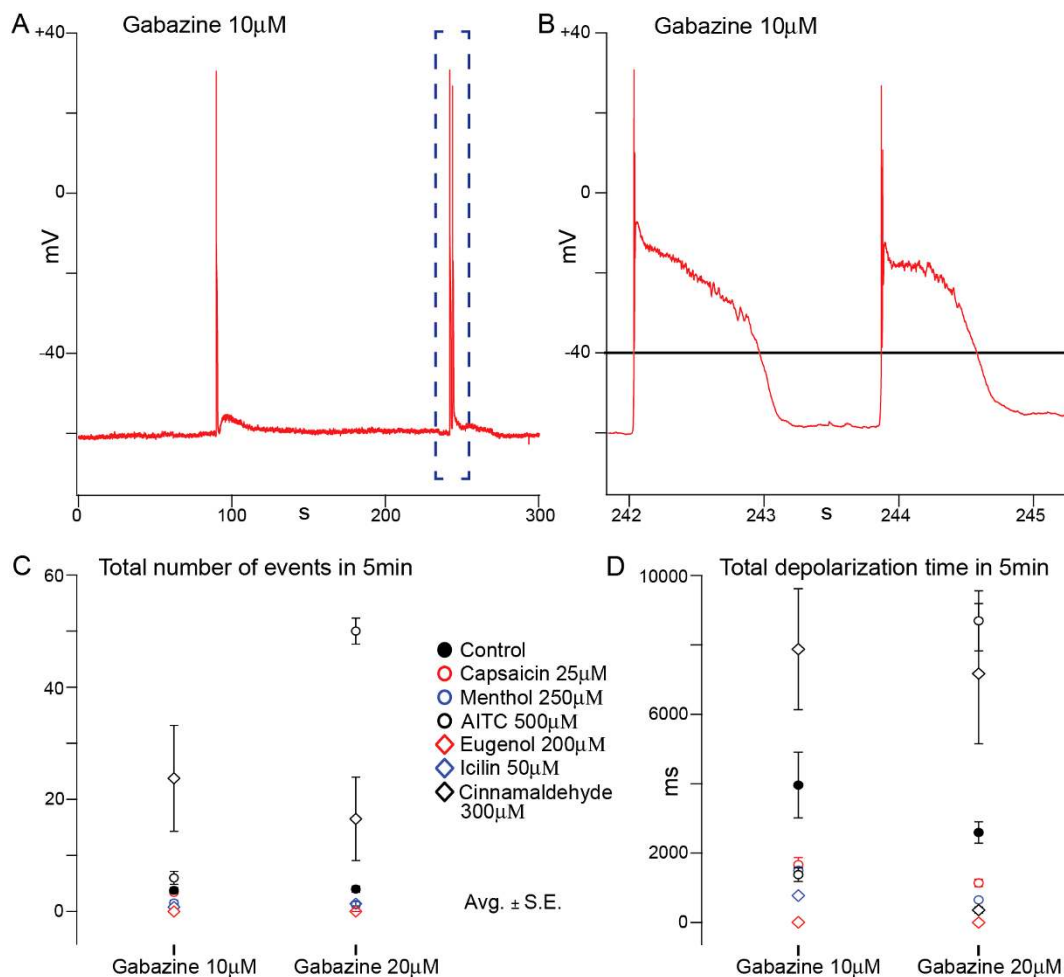 A
Gabazine 10μM
+40
0
-40
mV
0
100
s
200
300
B
Gabazine 10μM
+40
0
-40
mV
242
243
s
244
245
C
Total number of events in 5min
60
40
20
0
Gabazine 10μM
Gabazine 20μM
Control
Capsaicin 25μM
Menthol 250μM
AITC 500μM
Eugenol 200μM
Icilin 50μM
Cinnamaldehyde
300μM
Avg. ± S.E.
D
Total depolarization time in 5min
10000
6000
ms
2000
0
Gabazine 10μM
Gabazine 20μM